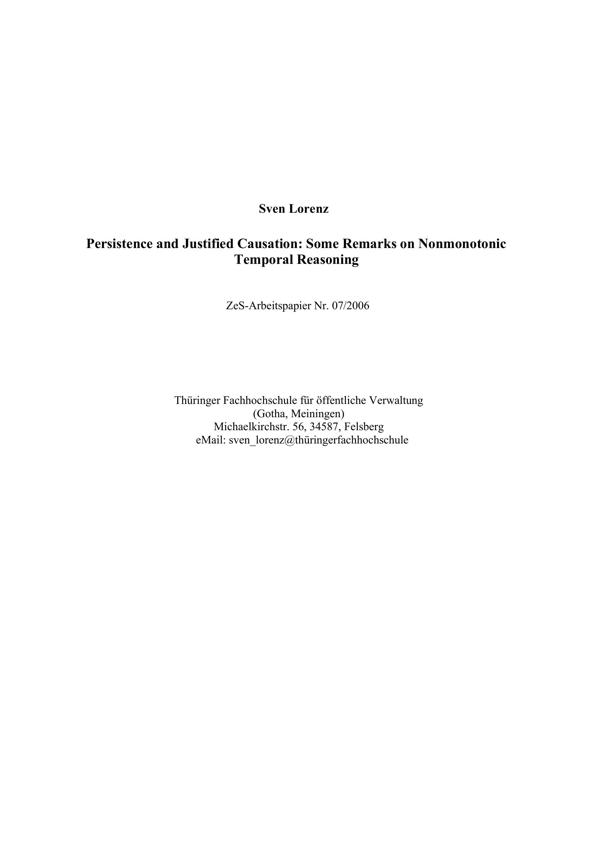 Sven Lorenz
Persistence and Justified Causation: Some Remarks on Nonmonotonic
Temporal Reasoning
ZeS-Arbeitspapier Nr. 07/2006
Thüringer Fachhochschule für öffentliche Verwaltung
(Gotha, Meiningen)
Michaelkirchstr. 56, 34587, Felsberg
eMail: sven_lorenz@thüringerfachhochschule